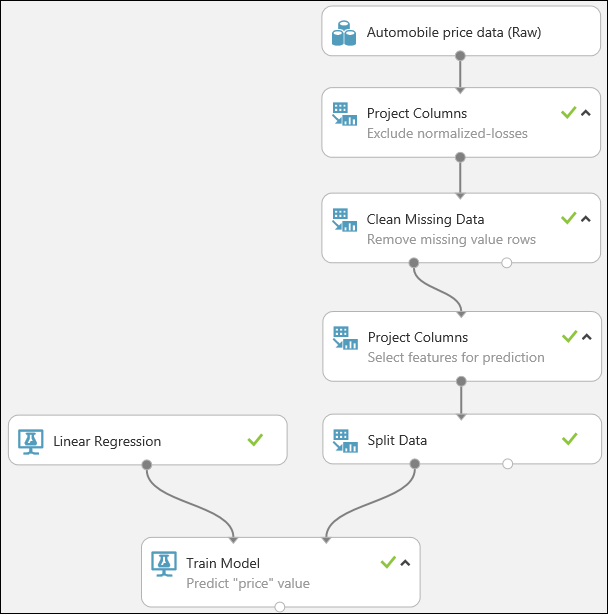 Automobile price data (Raw)
Project Columns
Exclude normalized-losses
Clean Missing Data
Remove missing value rows
Project Columns
Select features for prediction
Linear Regression
Split Data
Train Model
Predict "price" value